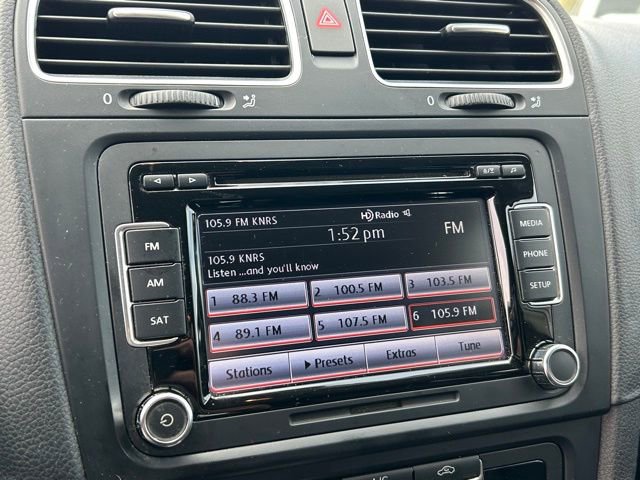 0
0
FM
AM
SAT
MEDIA
PHONE
SETUP
105.9 FM KNRS
HD Radio
1:52 pm
FM
105.9 KNRS
Listen ...and you'll know
1 88.3 FM
2 100.5 FM
3 103.5 FM
4 89.1 FM
5 107.5 FM
6 105.9 FM
Stations
Presets
Extras
Tune